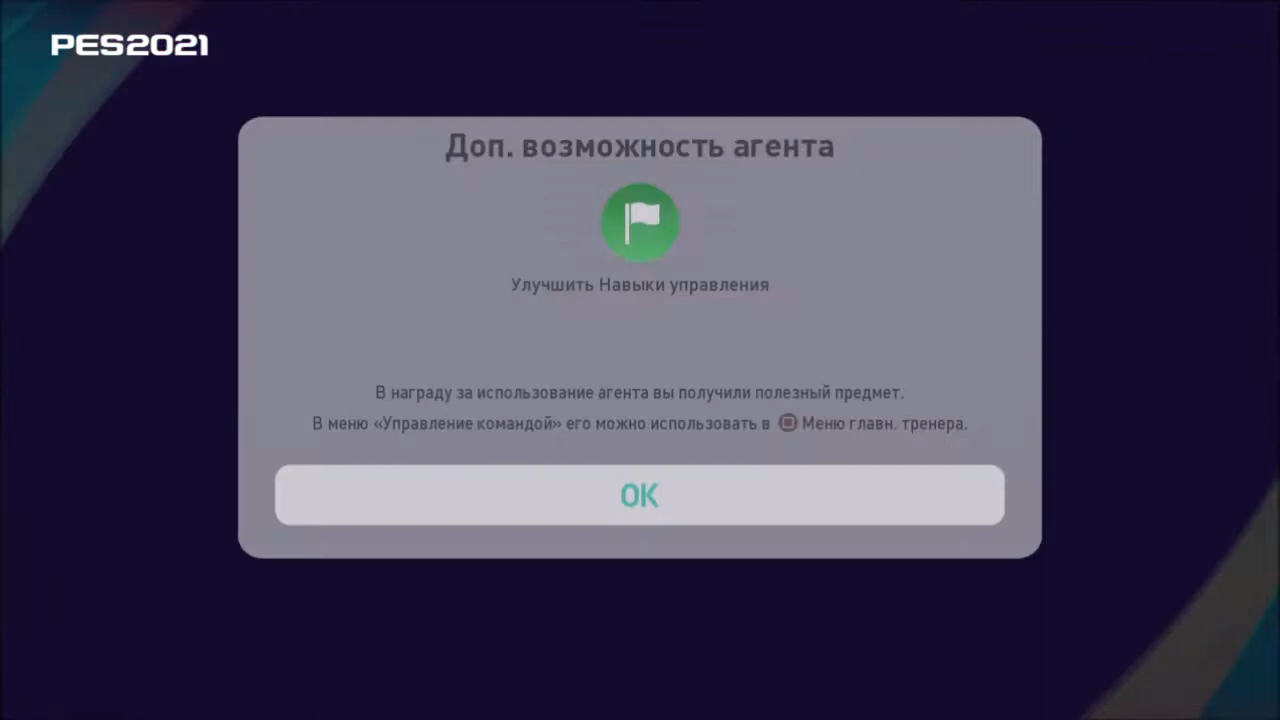 PES2021
Доп. возможность агента
Улучшить Навыки управления
В награду за использование агента вы получили полезный предмет.
В меню «Управление командой» его можно использовать в Меню главн. тренера.
OK